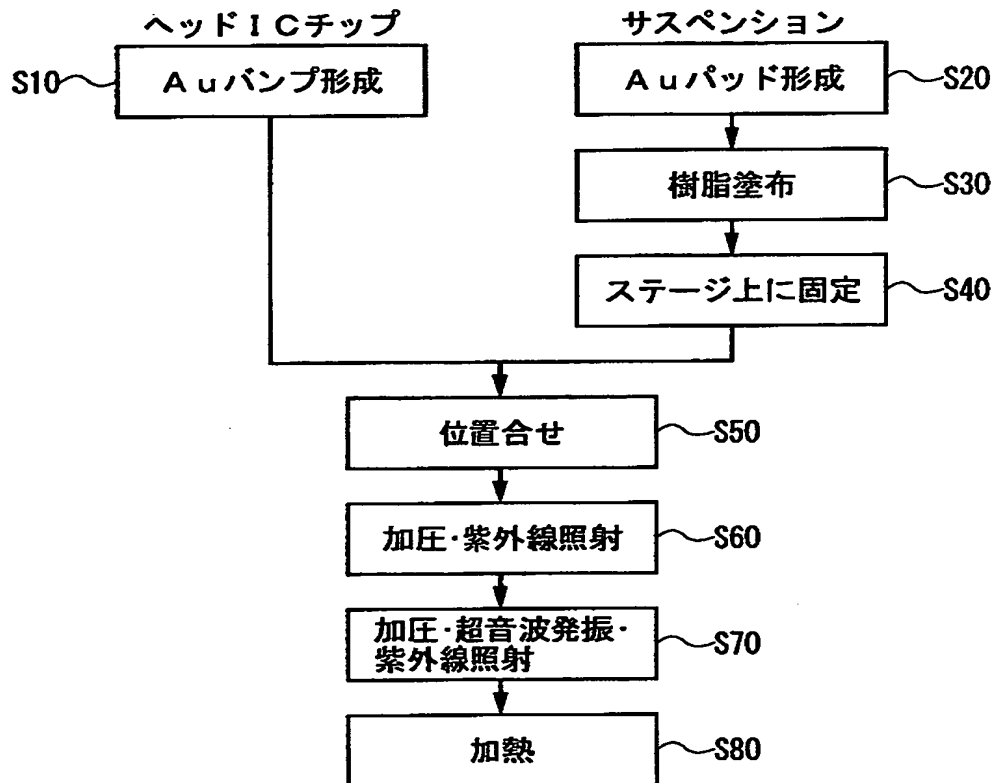 ヘッドＩＣチップ
サスペンション
S10
Ａｕバンプ形成
Ａｕパッド形成
S20
樹脂塗布
S30
ステージ上に固定
S40
位置合せ
S50
加圧･紫外線照射
S60
加圧･超音波発振･
紫外線照射
S70
加熱
S80